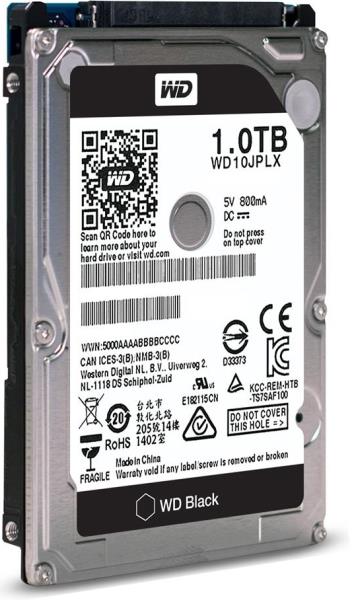 WD
WD
1.0TB
WD10JPLX
5V 800mA
DC
Scan QR Code here to
learn more about your
hard drive or visit wd.com
Do not press
on top cover
WWN:5000AAAABBBBCCCC
CAN ICES-3(B);NMB-3(B)
Western Digital NL, B.V., Uiverweg 2.
NL-1118 DS Schiphol-Zuid
D33373
KCC-REM-HTB
-TS7SAF100
E182115CN
20
RoHS
台北市
敦化北路
205號14樓
1402室
DO NOT COVER
THIS HOLE =>
FRAGILE
Made in China
Warraty void if any label:screw is removed or broken
WD Black